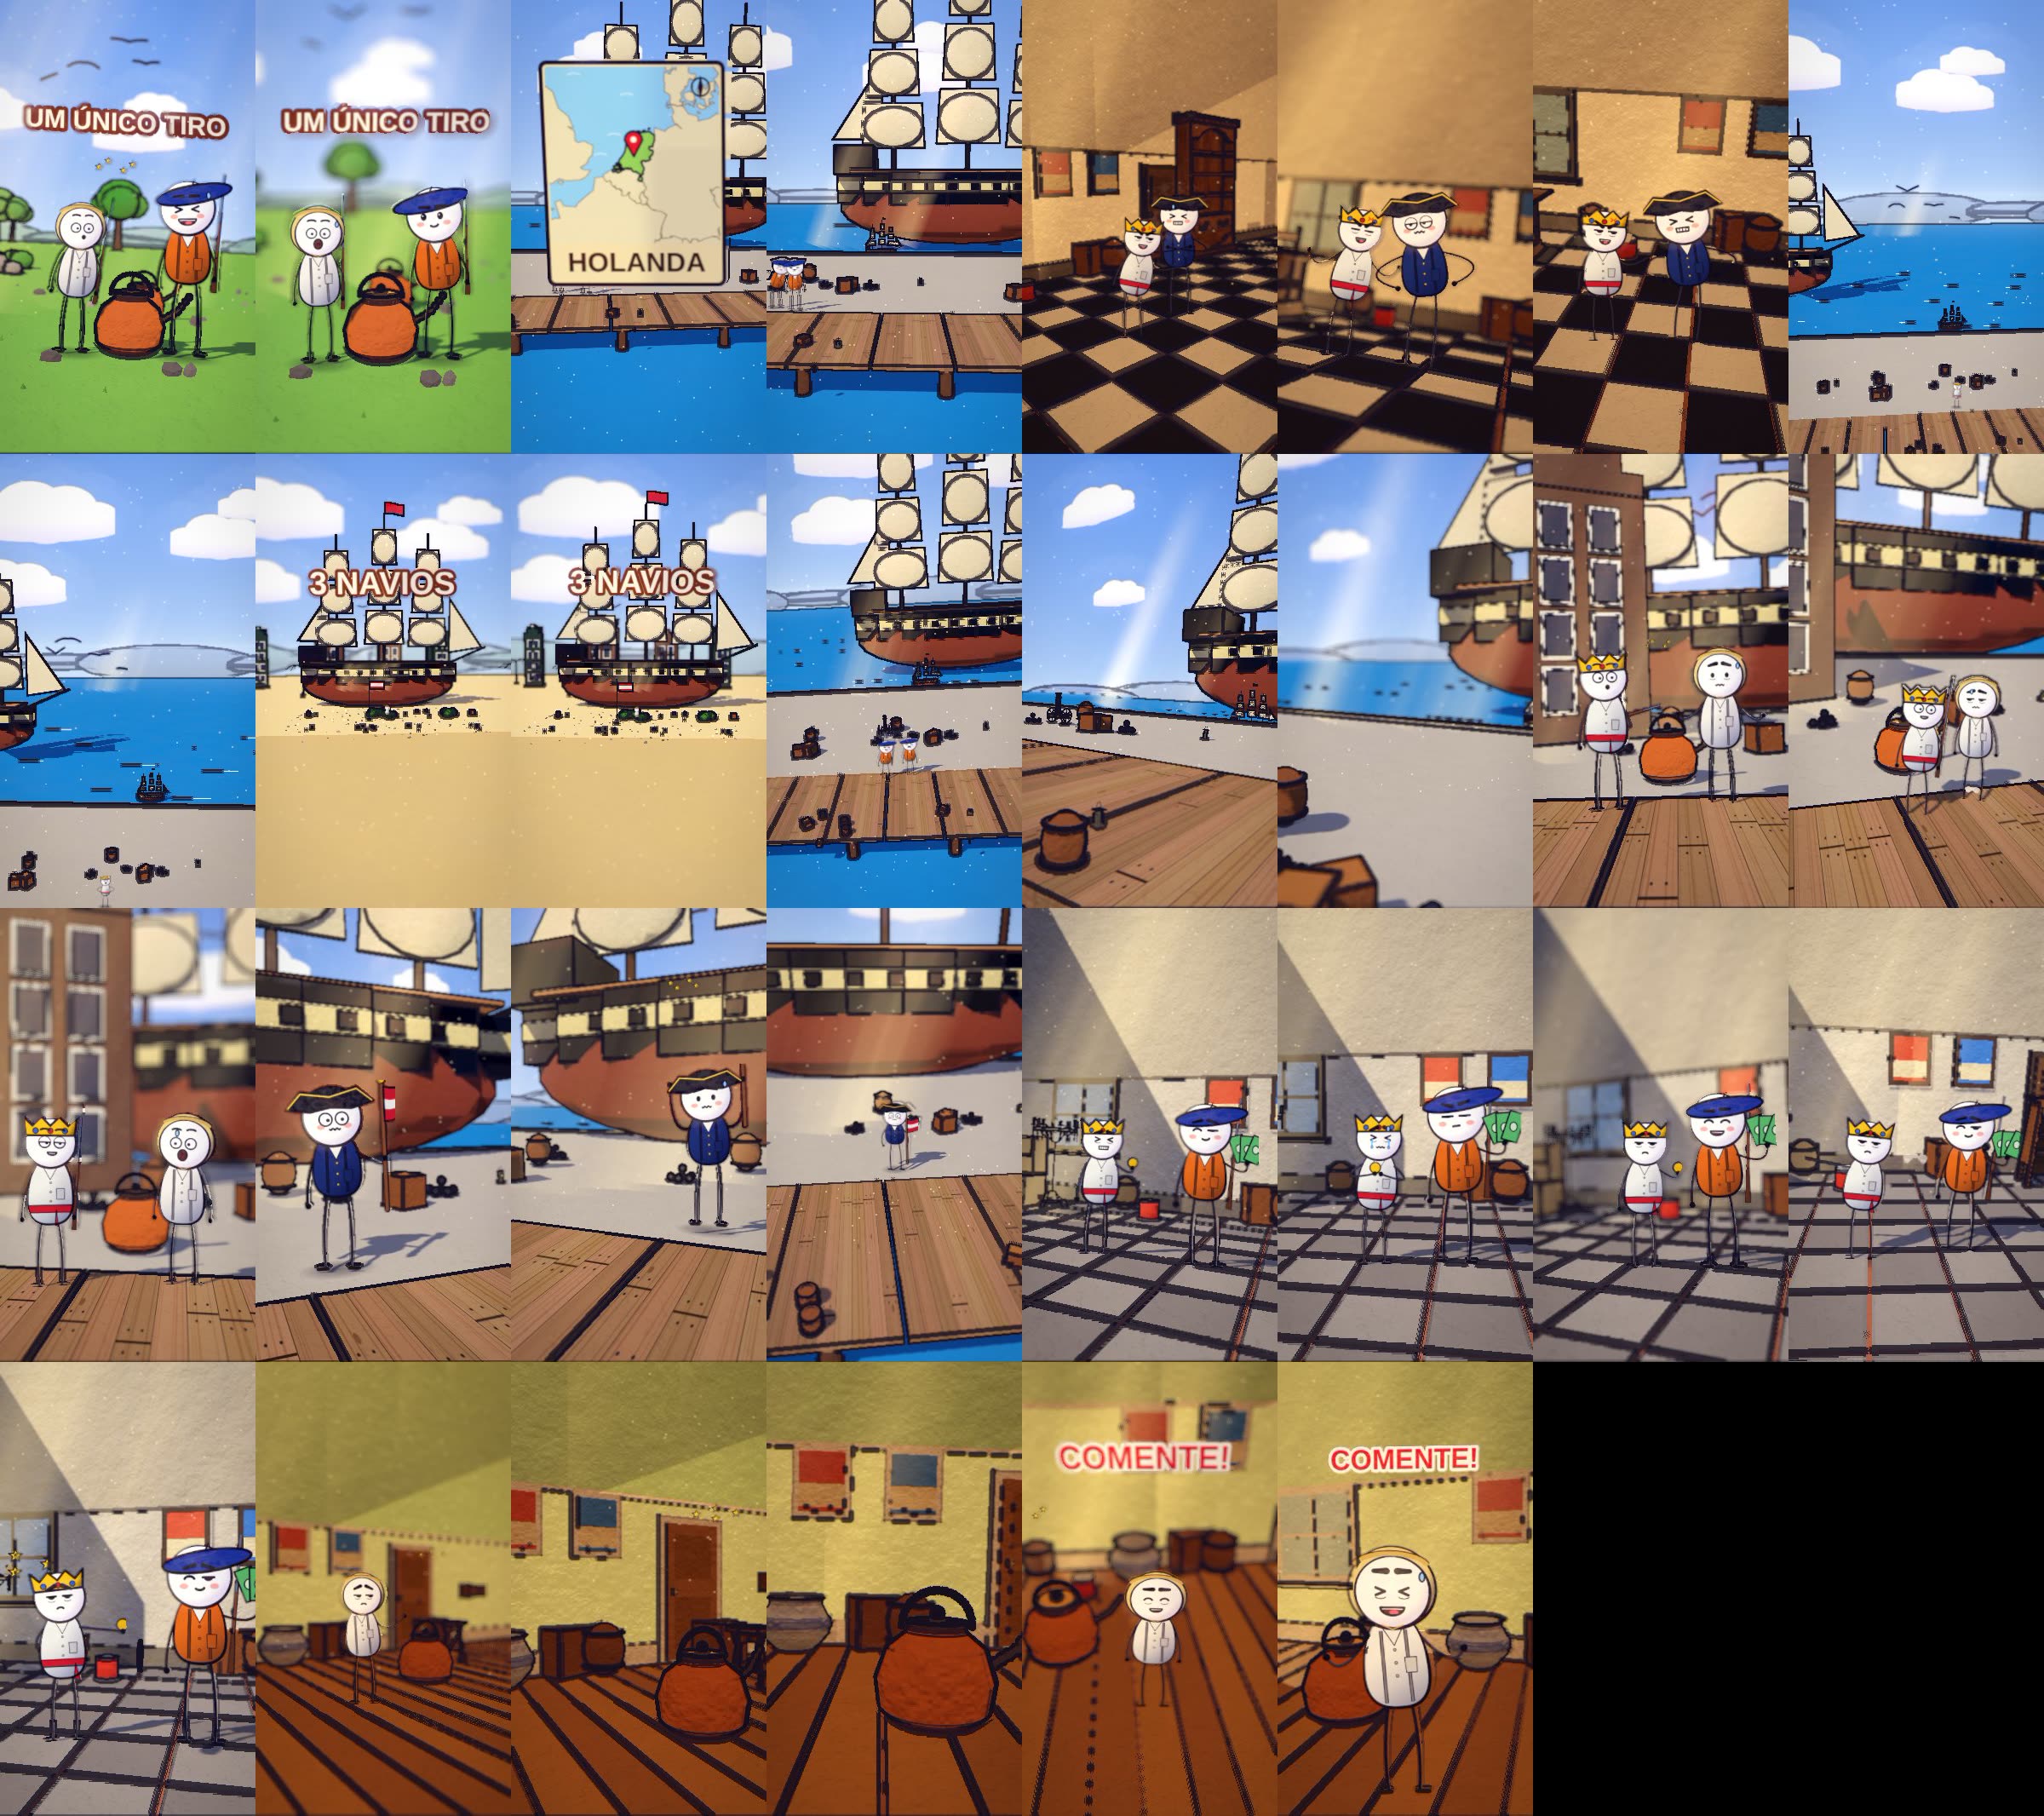 UM ÚNICO TIRO
UM ÚNICO TIRO
HOLANDA
3 NAVIOS
3 NAVIOS
COMENTE!
COMENTE!